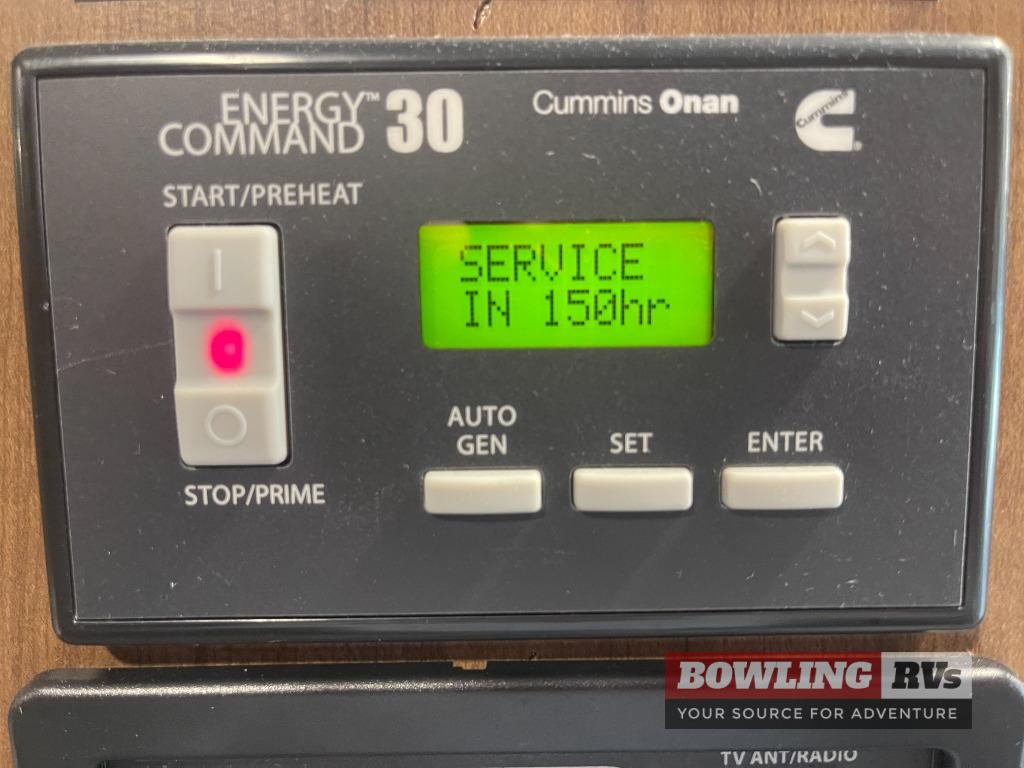 ENERGY™
COMMAND 30
Cummins Onan
Cummins
START/PREHEAT
SERVICE
IN 150hr
AUTO
GEN
SET
ENTER
STOP/PRIME
BOWLING RVs
YOUR SOURCE FOR ADVENTURE
TV ANT/RADIO